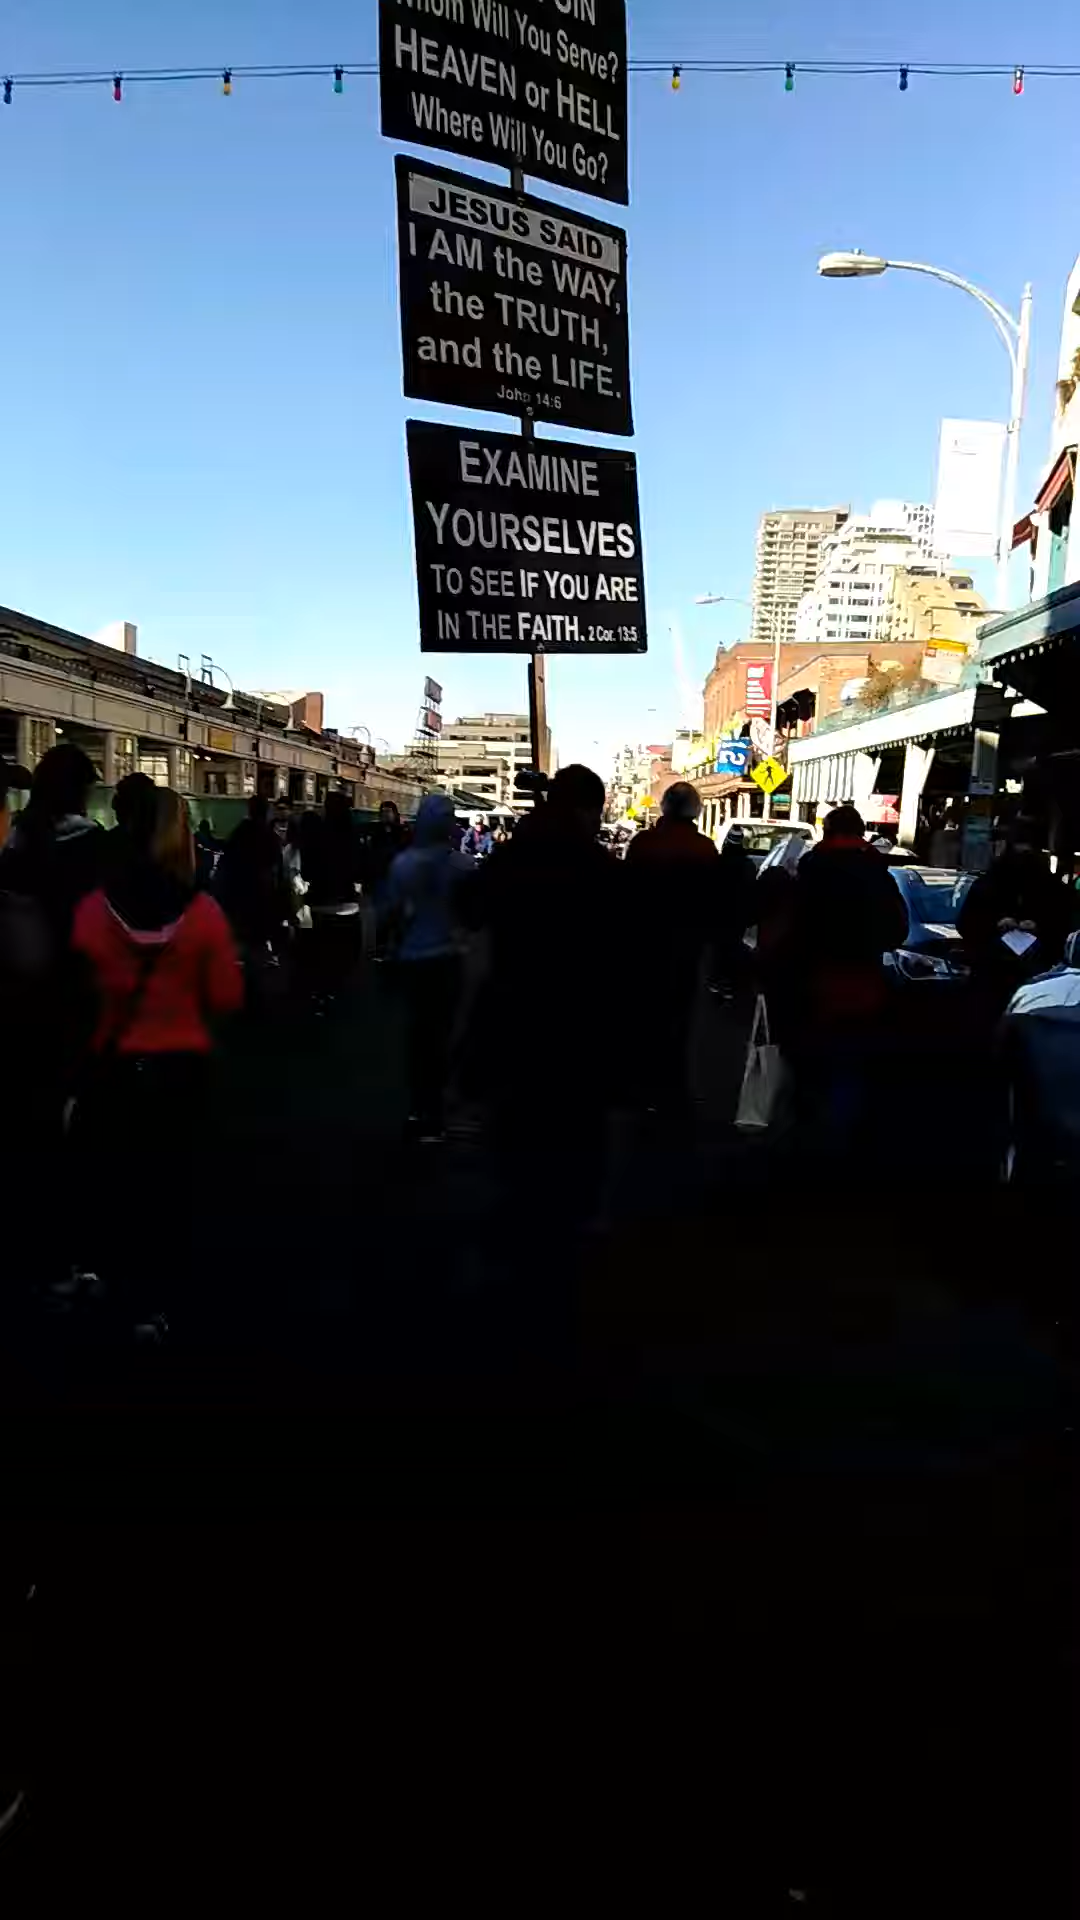 Whom Will You Serve?
HEAVEN or HELL
Where Will You Go?
JESUS SAID
I AM the WAY,
the TRUTH,
and the LIFE.
John 14:6
EXAMINE
YOURSELVES
TO SEE IF YOU ARE
IN THE FAITH. 2 Cor. 13:5
12